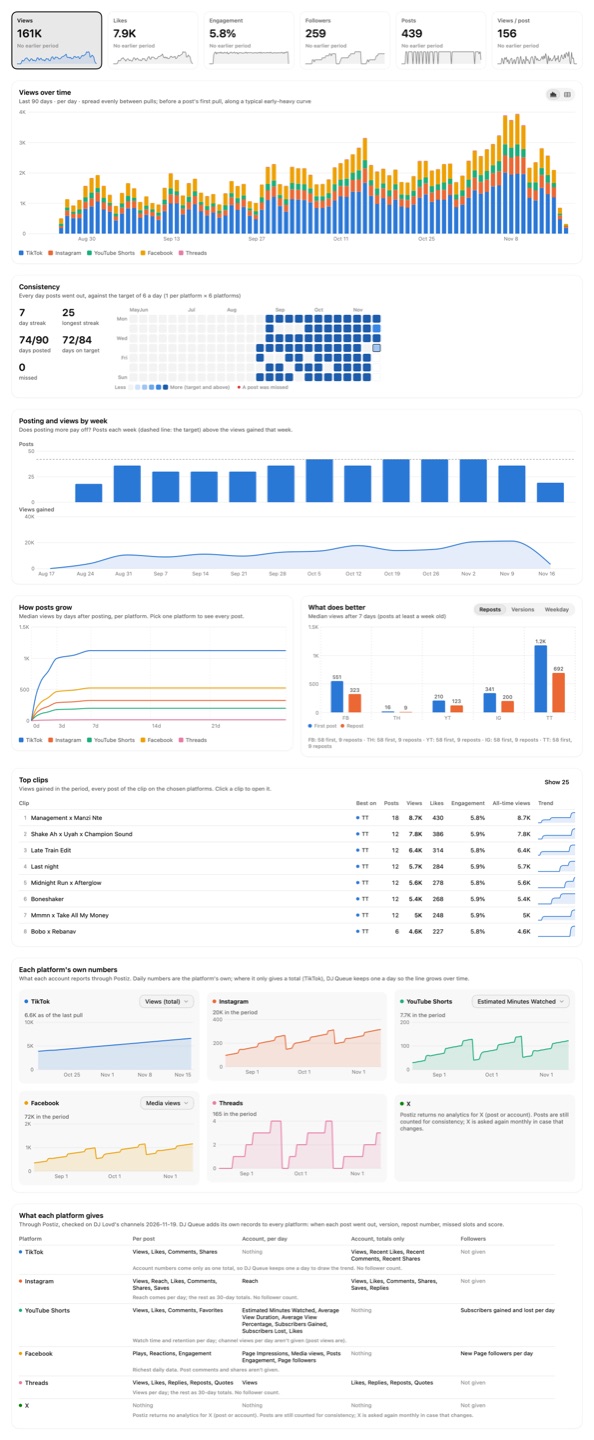 Views
161K
No earlier period
Likes
7.9K
No earlier period
Engagement
5.8%
No earlier period
Followers
259
No earlier period
Posts
439
No earlier period
Views / post
156
No earlier period
Views over time
Last 90 days · per day · spread evenly between pulls; before a post's first pull, along a typical early-heavy curve
4K
3K
2K
1K
0
Aug 30 Sep 13 Sep 27 Oct 11 Oct 25 Nov 8
TikTok Instagram YouTube Shorts Facebook Threads
Consistency
Every day posts went out, against the target of 6 a day (1 per platform × 6 platforms)
7
day streak
25
longest streak
74/90
days posted
72/84
days on target
0
missed
MayJun Jul Aug Sep Oct Nov
Mon
Wed
Fri
Sun
Less More (target and above) A post was missed
Posting and views by week
Does posting more pay off? Posts each week (dashed line: the target) above the views gained that week.
Posts
50
25
0
Views gained
40K
20K
0
Aug 17 Aug 24 Aug 31 Sep 7 Sep 14 Sep 21 Sep 28 Oct 5 Oct 12 Oct 19 Oct 26 Nov 2 Nov 9 Nov 16
How posts grow
Median views by days after posting, per platform. Pick one platform to see every post.
1.5K
1K
500
0
0d 3d 7d 14d 21d
TikTok Instagram YouTube Shorts Facebook Threads
What does better
Reposts Versions Weekday
Median views after 7 days (posts at least a week old)
1.5K
1K
500
0
551 323
16 9
210 123
341 200
1.2K 692
FB TH YT IG TT
First post Repost
FB: 58 first, 9 reposts · TH: 58 first, 9 reposts · YT: 58 first, 9 reposts · IG: 58 first, 9 reposts · TT: 58 first, 9
reposts
Top clips
Show 25
Views gained in the period, every post of the clip on the chosen platforms. Click a clip to open it.
Clip Best on Posts Views Likes Engagement All-time views Trend
1 Management x Manzi Nte TT 18 8.7K 430 5.8% 8.7K
2 Shake Ah x Uyah x Champion Sound TT 12 7.8K 386 5.9% 7.8K
3 Late Train Edit TT 12 6.4K 314 5.8% 6.4K
4 Last night TT 12 5.7K 284 5.9% 5.7K
5 Midnight Run x Afterglow TT 12 5.6K 278 5.8% 5.6K
6 Boneshaker TT 12 5.4K 268 5.9% 5.4K
7 Mmmn x Take All My Money TT 12 5K 248 5.9% 5K
8 Bobo x Rebanav TT 6 4.6K 227 5.8% 4.6K
Each platform's own numbers
What each account reports through Postiz. Daily numbers are the platform's own; where it only gives a total (TikTok), DJ Queue keeps one a day so the line grows over time.
TikTok
Views (total)
6.6K as of the last pull
10K
5K
0
Oct 25 Nov 1 Nov 8 Nov 15
Instagram
20K in the period
400
200
0
Sep 1 Oct 1 Nov 1
YouTube Shorts
Estimated Minutes Watched
7.7K in the period
200
100
0
Sep 1 Oct 1 Nov 1
Facebook
Media views
72K in the period
2K
1K
0
Sep 1 Oct 1 Nov 1
Threads
165 in the period
4
2
0
Sep 1 Oct 1 Nov 1
X
Postiz returns no analytics for X (post or account). Posts are still
counted for consistency; X is asked again monthly in case that
changes.
What each platform gives
Through Postiz, checked on DJ Lovd's channels 2026-11-19. DJ Queue adds its own records to every platform: when each post went out, version, repost number, missed slots and score.
Platform Per post Account, per day Account, totals only Followers
TikTok Views, Likes, Comments, Shares Nothing Views, Recent Likes, Recent Not given
Comments, Recent Shares
Account numbers come only as one total, so DJ Queue keeps one a day to draw the trend. No follower count.
Instagram Views, Reach, Likes, Comments, Reach Views, Likes, Comments, Shares, Not given
Shares, Saves Saves, Replies
Reach comes per day; the rest as 30-day totals. No follower count.
YouTube Shorts Views, Likes, Comments, Favorites Estimated Minutes Watched, Average Nothing Subscribers gained and lost per day
View Duration, Average View
Percentage, Subscribers Gained,
Subscribers Lost, Likes
Watch time and retention per day; channel views per day aren't given (post views are).
Facebook Plays, Reactions, Engagement Page Impressions, Media views, Posts Nothing New Page followers per day
Engagement, Page followers
Richest daily data. Post comments and shares aren't given.
Threads Views, Likes, Replies, Reposts, Quotes Views Likes, Replies, Reposts, Quotes Not given
Views per day; the rest as 30-day totals. No follower count.
X Nothing Nothing Nothing Not given
Postiz returns no analytics for X (post or account). Posts are still counted for consistency; X is asked again monthly in case that changes.